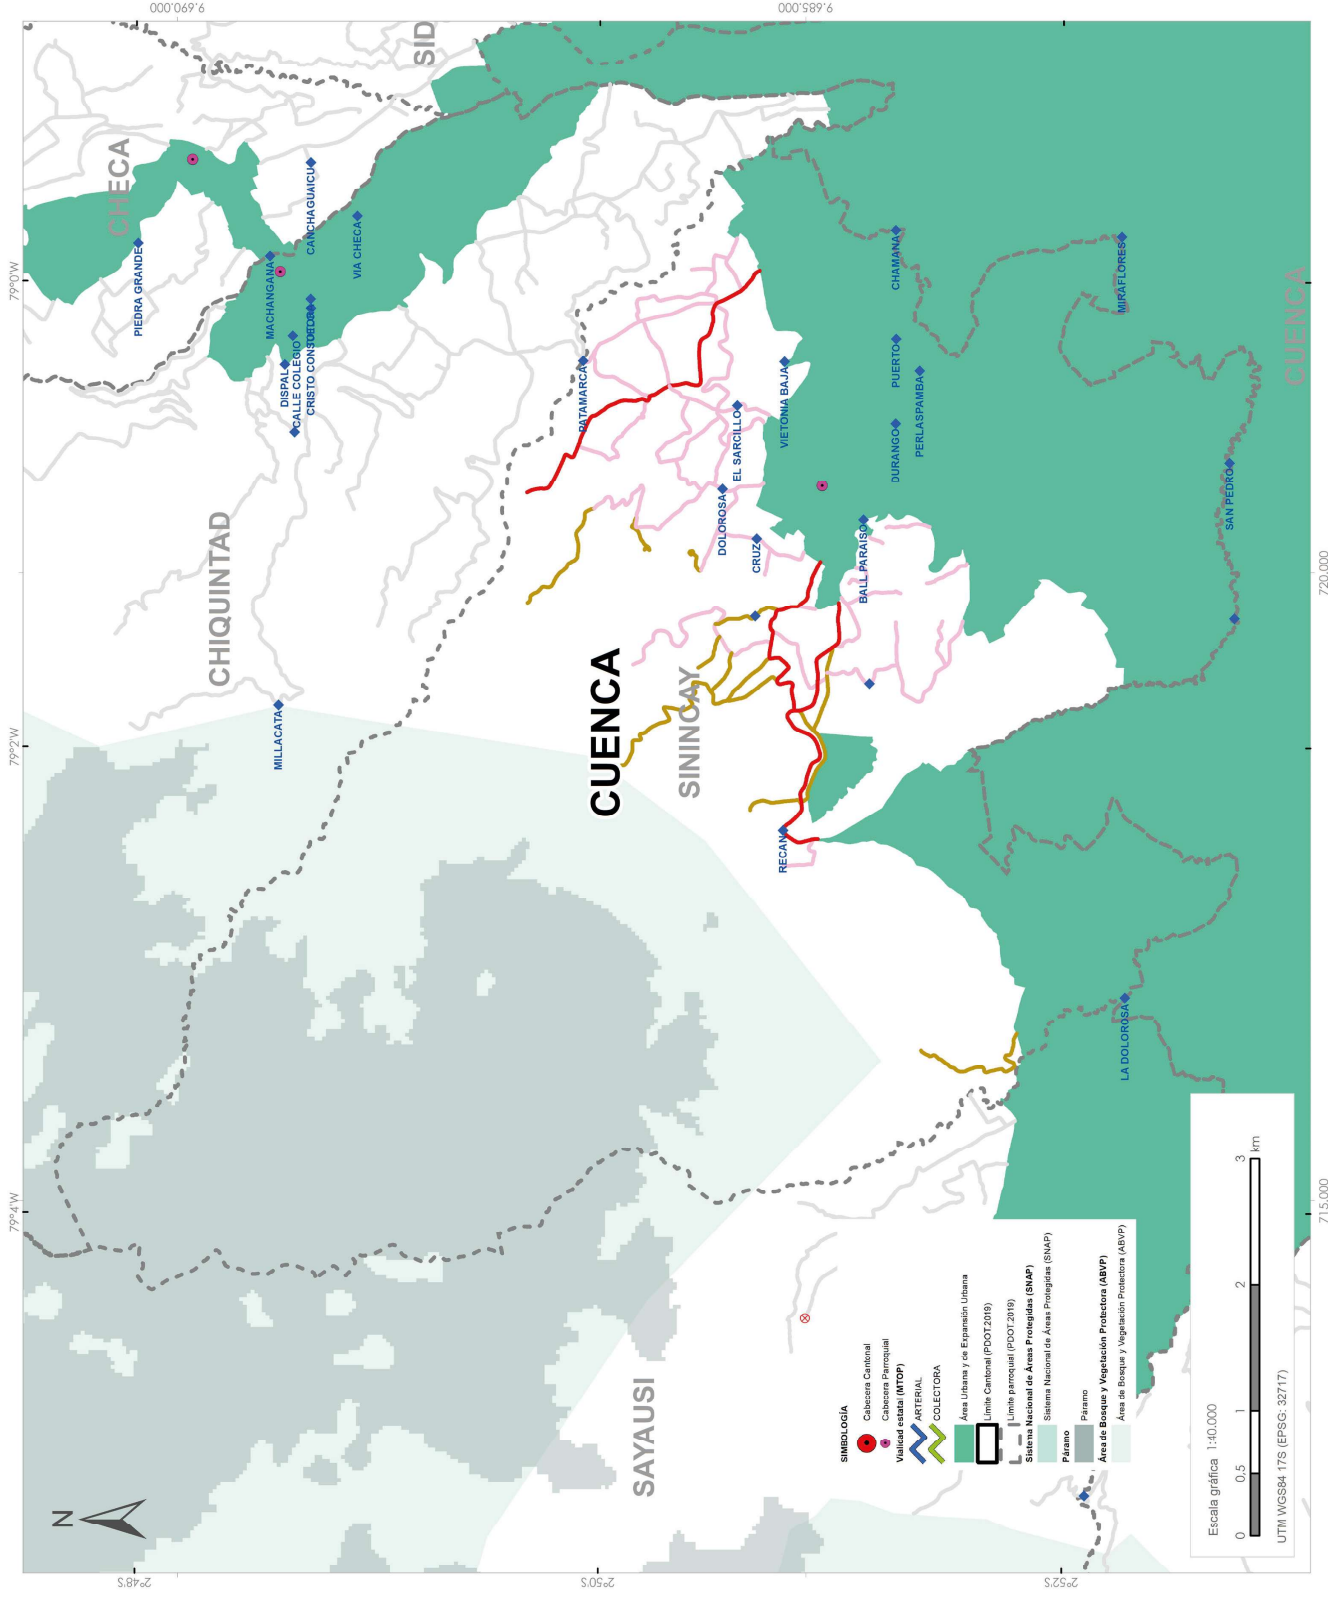 79°4'W
79°2'W
79°0'W
2°48'S
2°50'S
2°52'S
9.690.000
9.685.000
715.000
720.000
N
CHECA
SID
CHIQUINTAD
CUENCA
SININCAY
SAYAUSI
CUENCA
PIEDRA GRANDE
MACHANGANA
CANCHAGUAICU
VIA CHECA
DISPAL
CALLE COLEGIO
CRISTO CONS
MILLACATA
PATAMARCA
EL SARCILLO
DOLOROSA
CRUZ
VIETONIA BAJA
BALL PARAISO
RECAN
CHAMANA
PUERTO
PERLASPAMBA
DURANGO
MIRAFLORES
SAN PEDRO
LA DOLOROSA
SIMBOLOGÍA
Cabecera Cantonal
Cabecera Parroquial
Vialidad estatal (MTOP)
ARTERIAL
COLECTORA
Área Urbana y de Expansión Urbana
Límite Cantonal (PDOT.2019)
Límite parroquial (PDOT.2019)
Sistema Nacional de Áreas Protegidas (SNAP)
Sistema Nacional de Áreas Protegidas (SNAP)
Páramo
Páramo
Área de Bosque y Vegetación Protectora (ABVP)
Área de Bosque y Vegetación Protectora (ABVP)
Escala gráfica 1:40.000
0 0,5 1 2 3
km
UTM WGS84 17S (EPSG: 32717)